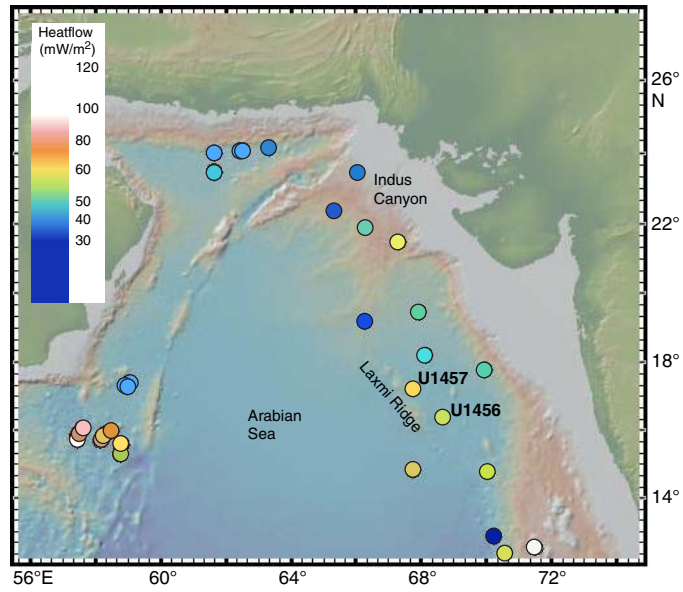 Heatflow
(mW/m²)
120
100
80
60
50
40
30
26°
N
22°
18°
14°
Indus
Canyon
Laxmi Ridge
U1457
U1456
Arabian
Sea
56°E
60°
64°
68°
72°